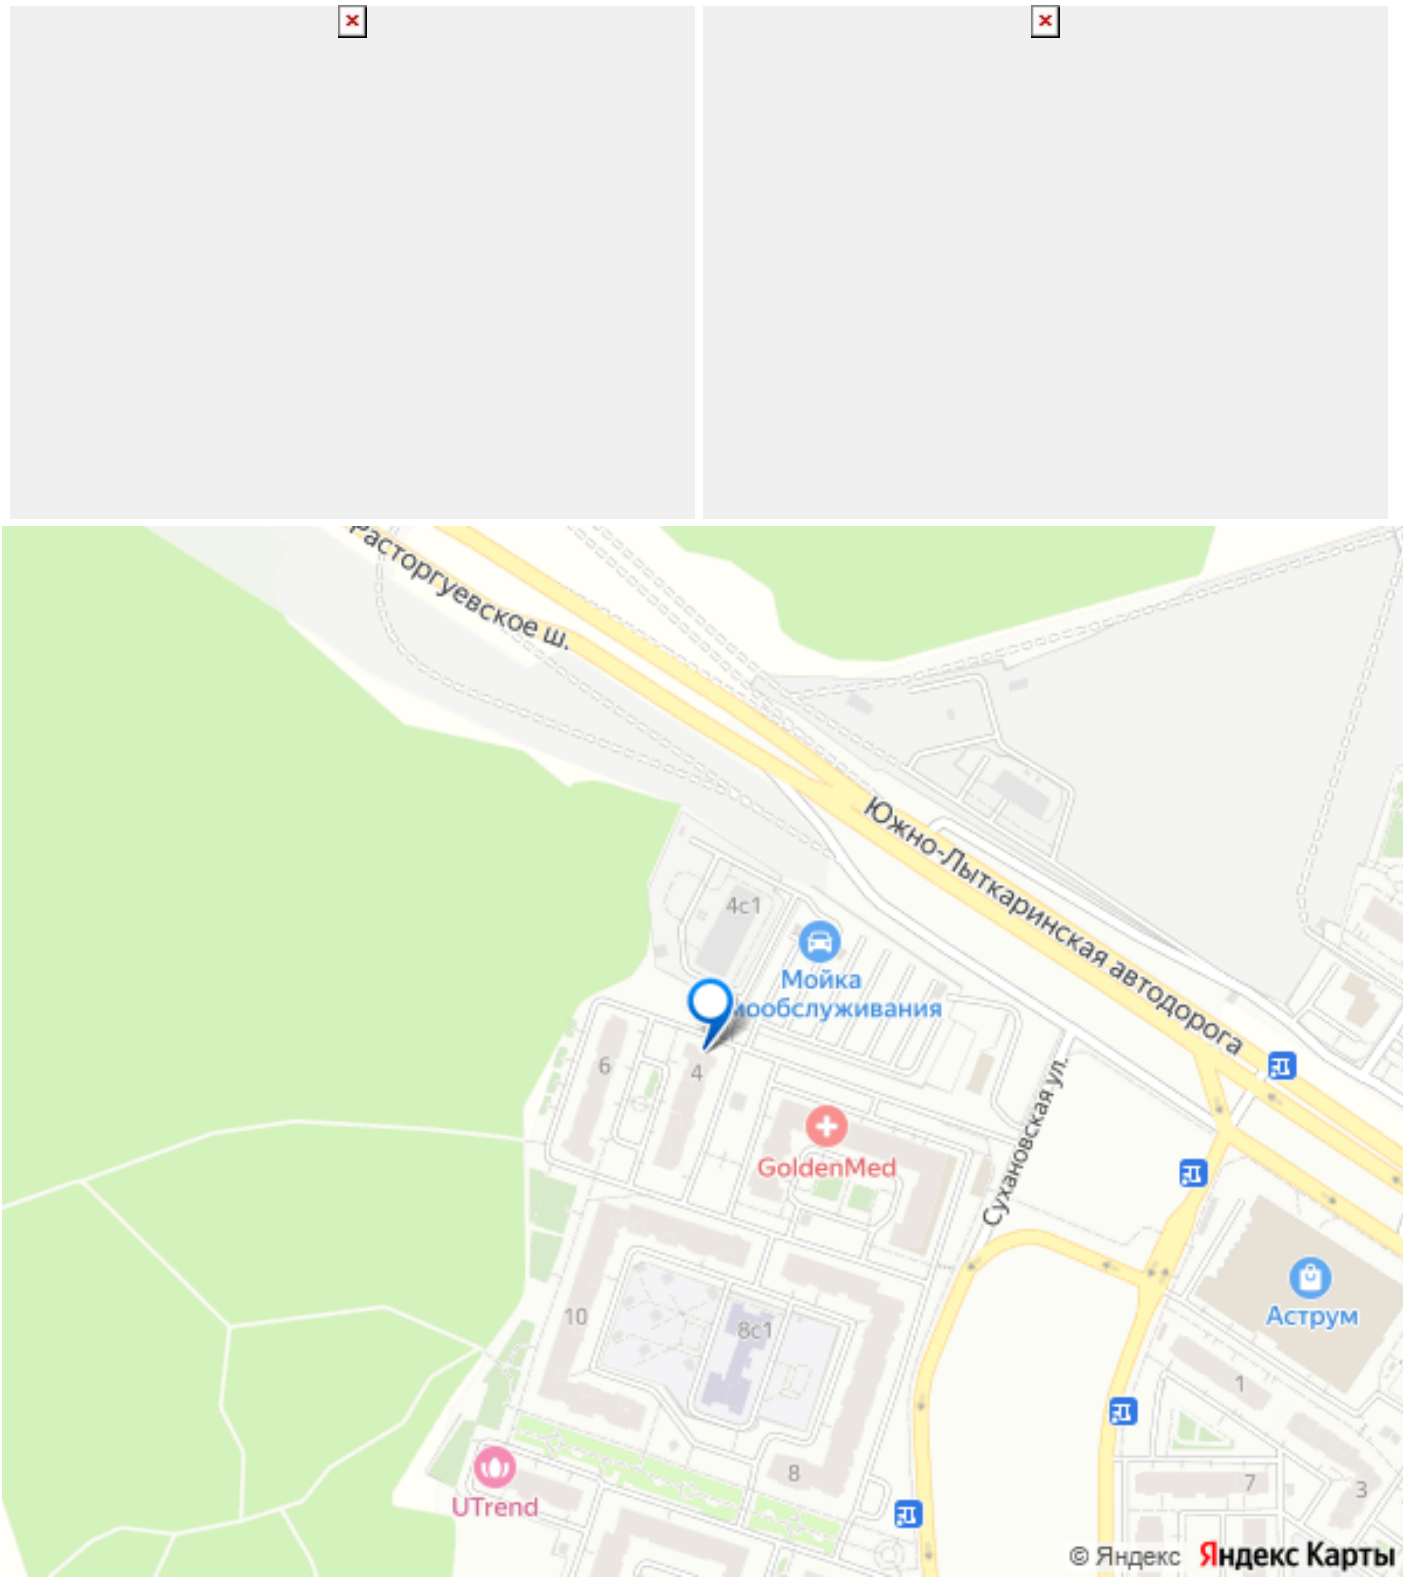 Расторгуевское ш.
Южно-Лыткаринская автодорога
4с1
Мойка
мообслуживания
6
4
GoldenMed
Сухановская ул.
Аструм
10
8с1
1
8
7
3
UTrend
© Яндекс Яндекс Карты